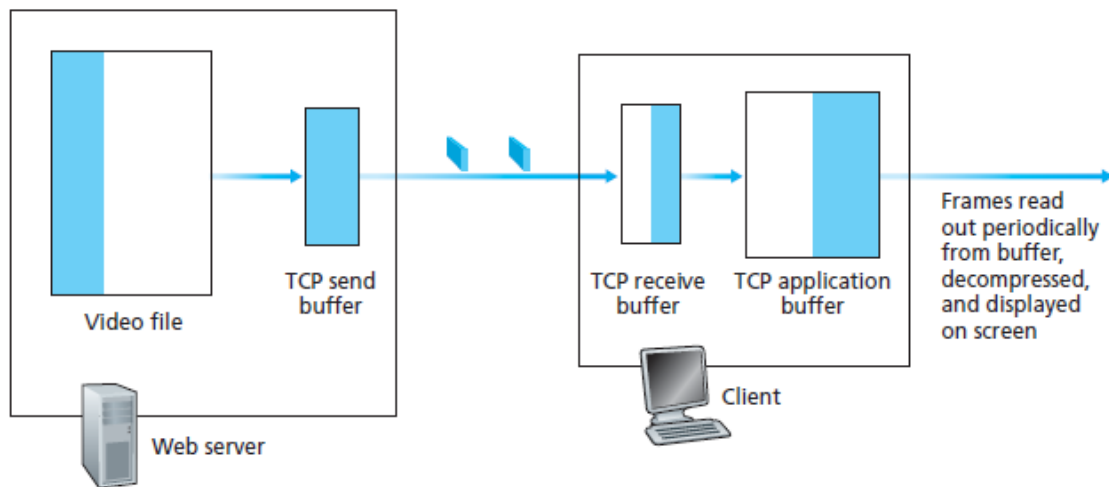 Video file
TCP send
buffer
TCP receive
buffer
TCP application
buffer
Frames read
out periodically
from buffer,
decompressed,
and displayed
on screen
Web server
Client